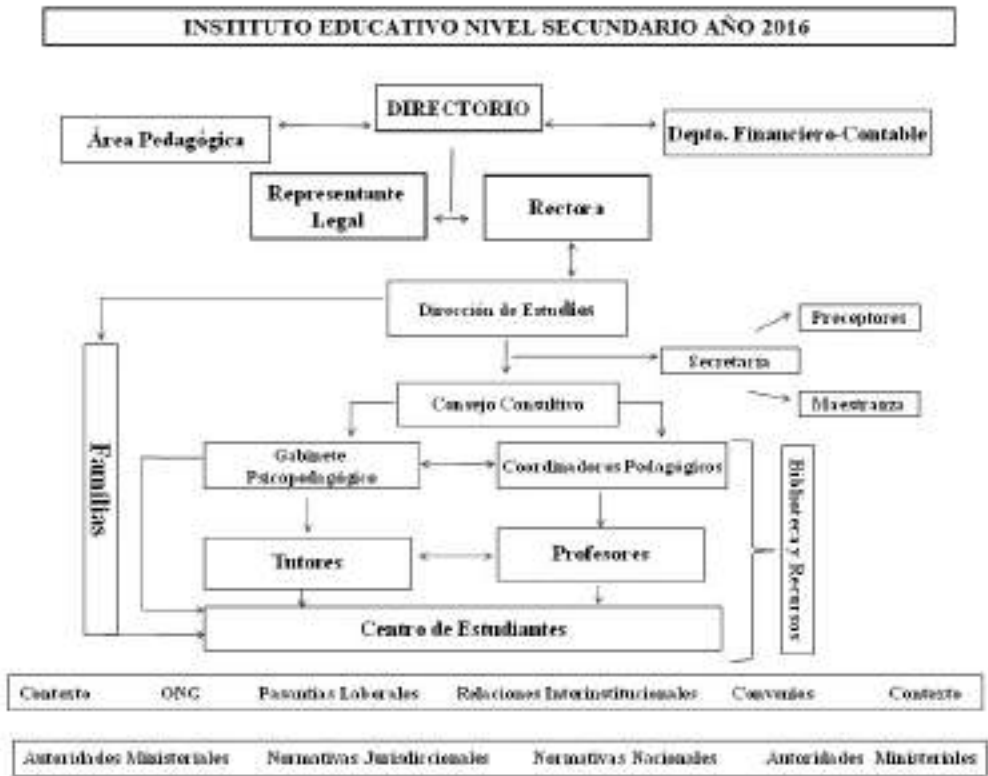 INSTITUTO EDUCATIVO NIVEL SECUNDARIO AÑO 2016
DIRECTORIO
Área Pedagógica
Depto. Financiero-Contable
Representante
Legal
Rectora
Dirección de Estudios
Preceptores
Secretaría
Maestranza
Consejo Consultivo
Familias
Gabinete
Psicopedagógico
Coordinadores Pedagógicos
Biblioteca y Recursos
Tutores
Profesores
Centro de Estudiantes
Contexto ONG Pasantías Laborales Relaciones Interinstitucionales Convenios Contexto
Autoridades Ministeriales Normativas Jurisdiccionales Normativas Nacionales Autoridades Ministeriales